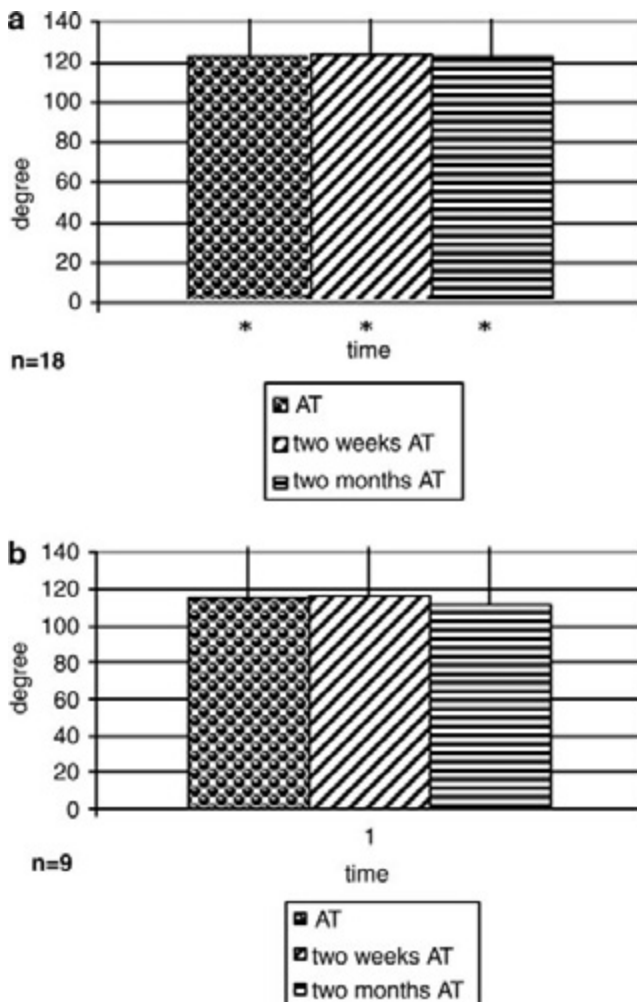 a
140
120
100
80
60
40
20
0
degree
* * *
time
n=18
AT
two weeks AT
two months AT
b
140
120
100
80
60
40
20
0
degree
1
n=9
time
AT
two weeks AT
two months AT